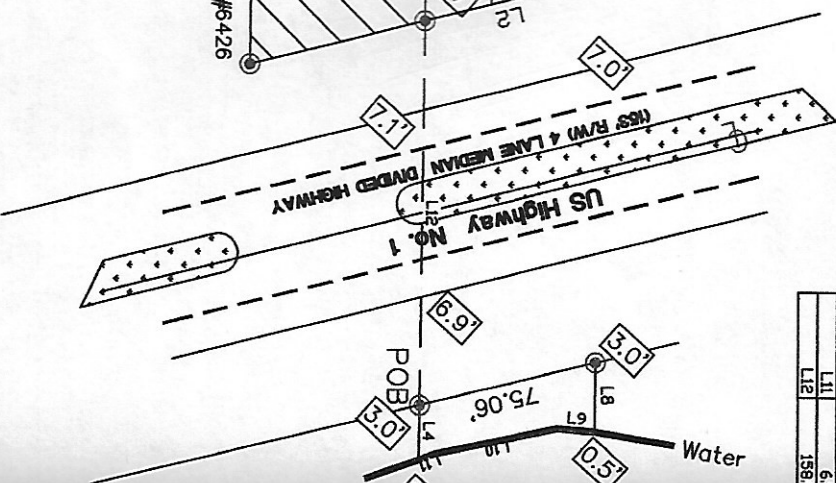 #6426
L2
7.0'
7.1'
(153' R/W) 4 LANE MEDIAN DIVIDED HIGHWAY
L12
US Highway No. 1
6.9'
POB
3.0'
75.06'
3.0'
L8
L4
L9
L10
L11
Water
0.5'
L11
6.
L12
158.